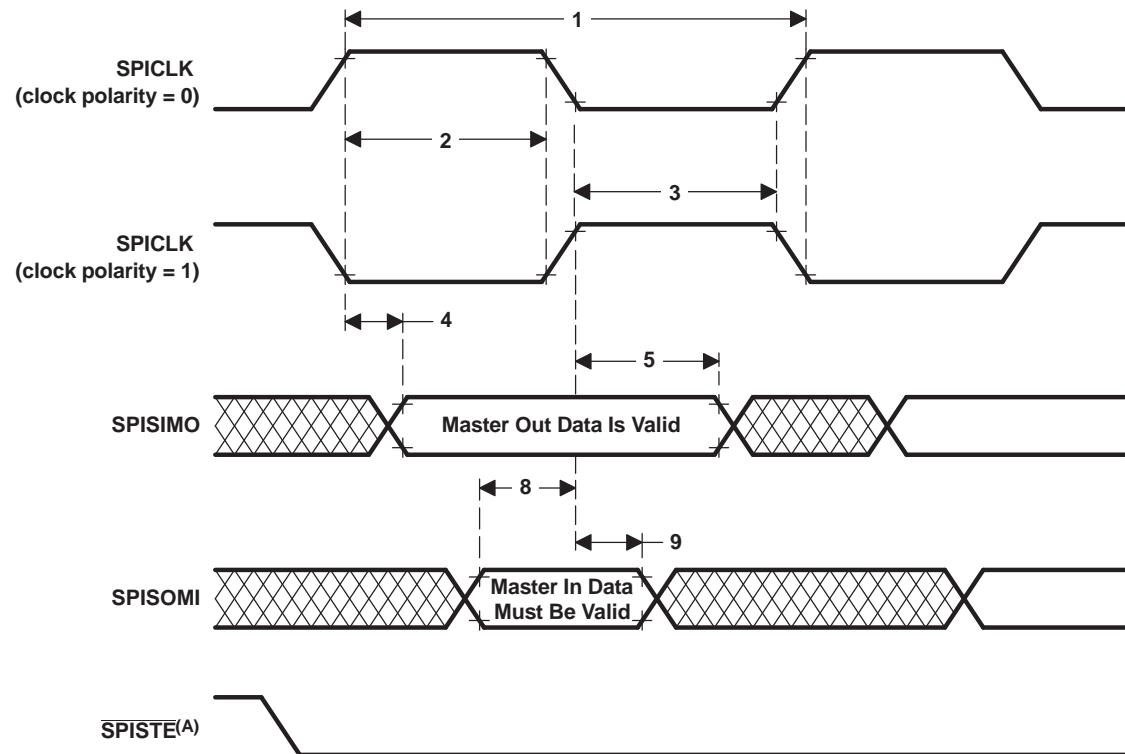 1
SPICLK
(clock polarity = 0)
2
3
SPICLK
(clock polarity = 1)
4
5
SPISIMO
Master Out Data Is Valid
8
9
SPISOMI
Master In Data
Must Be Valid
SPISTE(A)